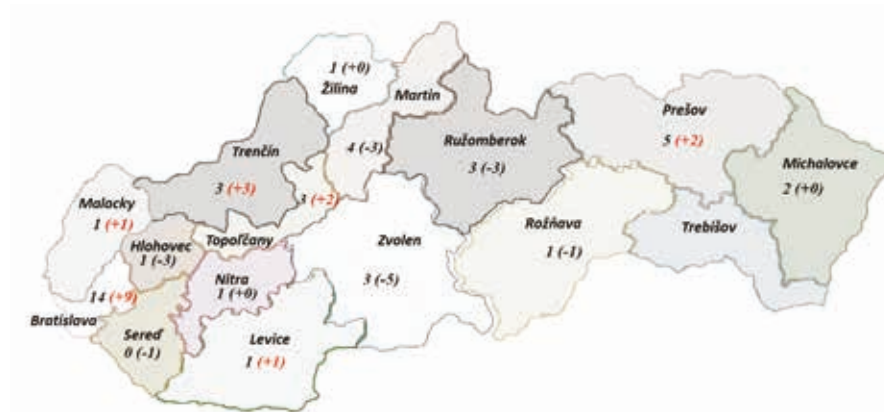 1 (+0)
Žilina
Martin
4 (-3)
Ružomberok
3 (-3)
Prešov
5 (+2)
Michalovce
2 (+0)
Trenčín
3 (+3)
3 (+2)
Malacky
1 (+1)
Hlohovec
1 (-3)
Topoľčany
Zvolen
3 (-5)
Rožňava
1 (-1)
Trebišov
Nitra
1 (+0)
14 (+9)
Bratislava
Sereď
0 (-1)
Levice
1 (+1)